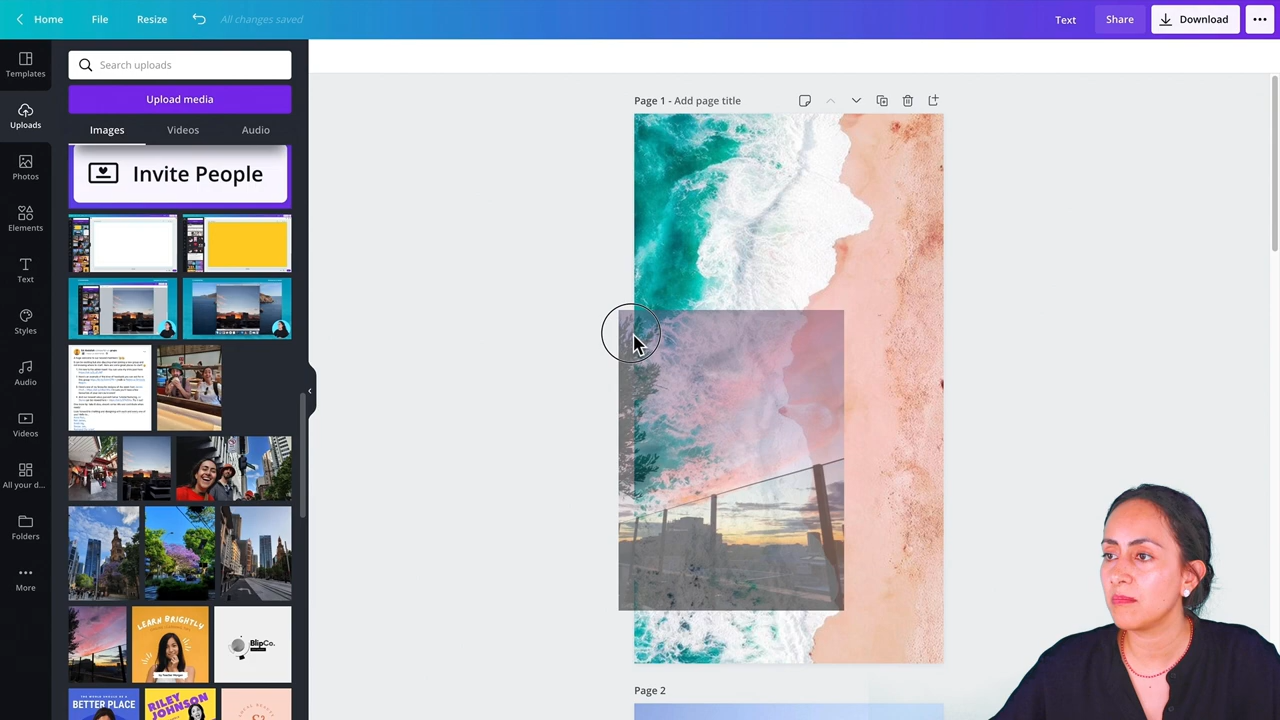 Home File Resize All changes saved Text Share Download
Templates
Uploads
Photos
Elements
Text
Styles
Audio
Videos
All your d...
Folders
More
Search uploads
Upload media
Images Videos Audio
Invite People
LEARN BRIGHTLY
BlipCo.
BETTER PLACE
RILEY
JOHNSON
Page 1 - Add page title
Page 2